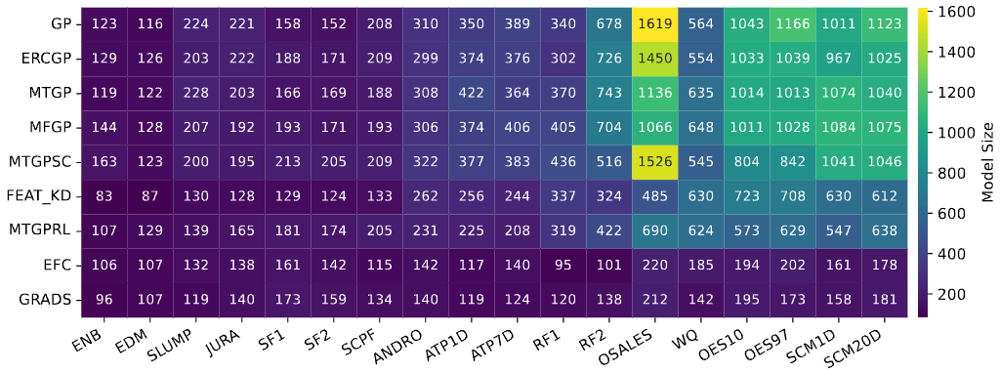 GP 123 116 224 221 158 152 208 310 350 389 340 678 1619 564 1043 1166 1011 1123
ERCGP 129 126 203 222 188 171 209 299 374 376 302 726 1450 554 1033 1039 967 1025
MTGP 119 122 228 203 166 169 188 308 422 364 370 743 1136 635 1014 1013 1074 1040
MFGP 144 128 207 192 193 171 193 306 374 406 405 704 1066 648 1011 1028 1084 1075
MTGPSC 163 123 200 195 213 205 209 322 377 383 436 516 1526 545 804 842 1041 1046
FEAT_KD 83 87 130 128 129 124 133 262 256 244 337 324 485 630 723 708 630 612
MTGPRL 107 129 139 165 181 174 205 231 225 208 319 422 690 624 573 629 547 638
EFC 106 107 132 138 161 142 115 142 117 140 95 101 220 185 194 202 161 178
GRADS 96 107 119 140 173 159 134 140 119 124 120 138 212 142 195 173 158 181
ENB EDM SLUMP JURA SF1 SF2 SCPF ANDRO ATP1D ATP7D RF1 RF2 OSALES WQ OES10 OES97 SCM1D SCM20D
1600
1400
1200
1000
800
600
400
200
Model Size